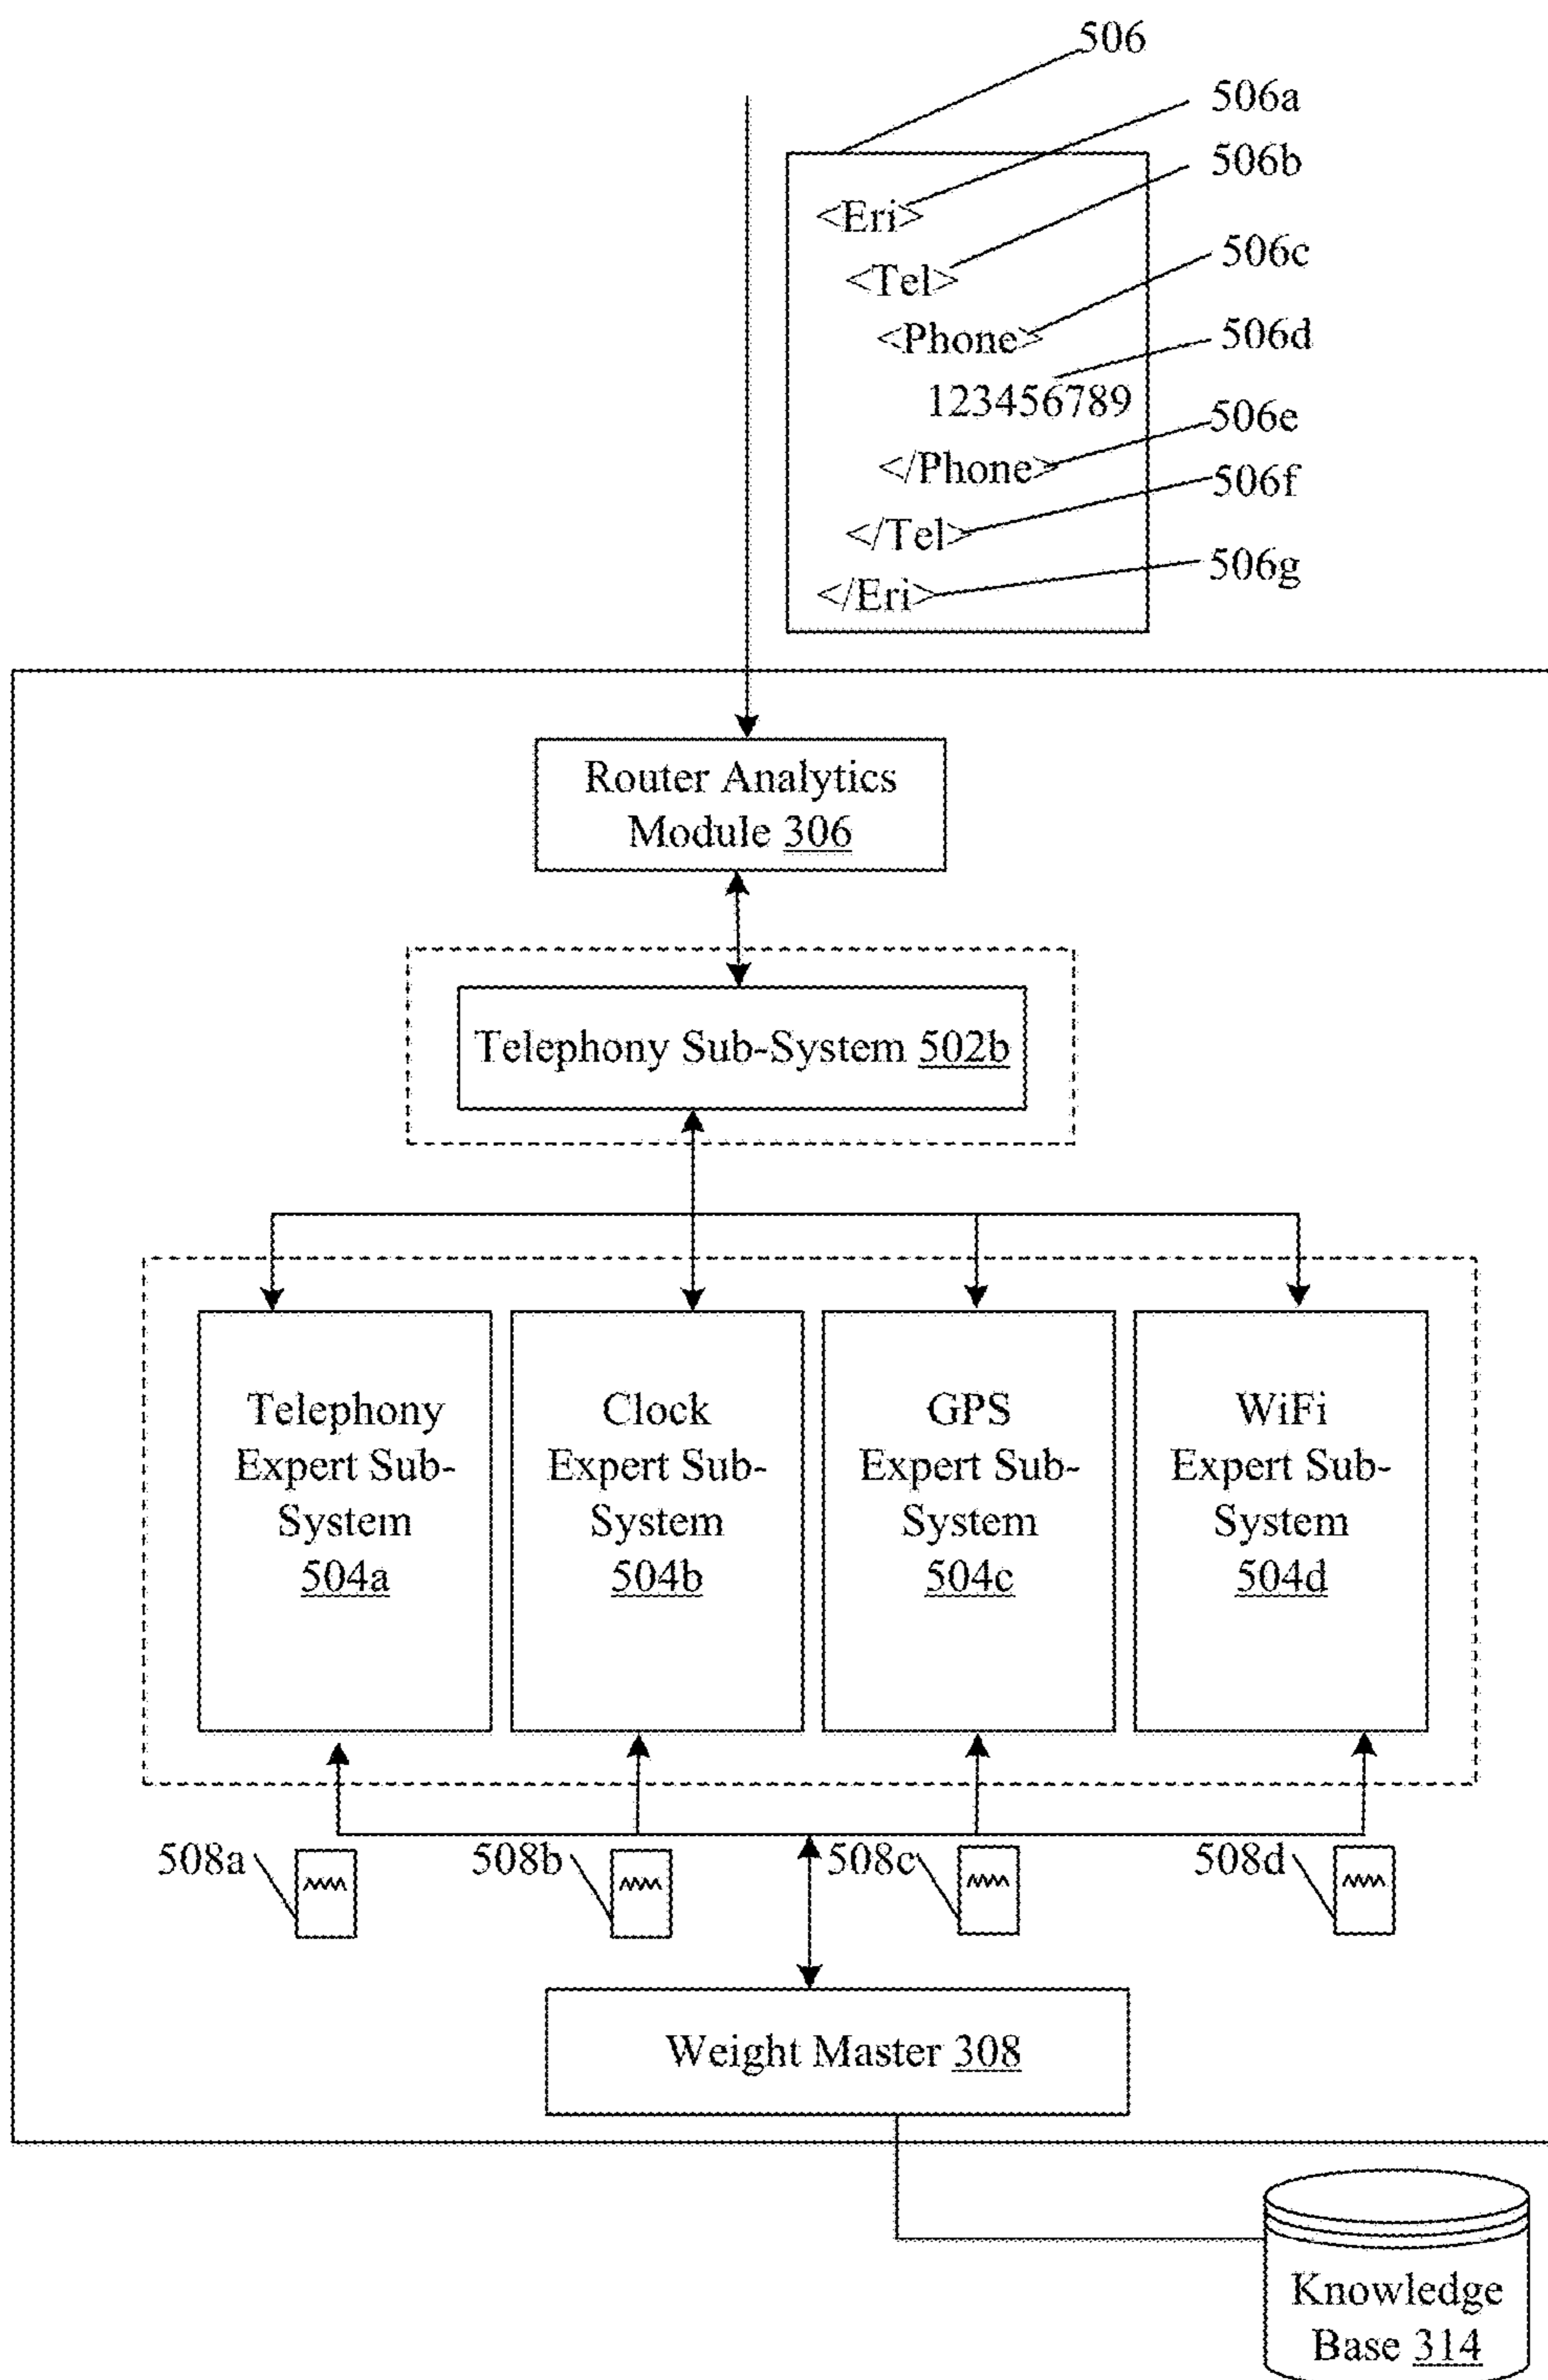 506
506a
506b
506c
506d
506e
506f
506g
<Eri>
<Tel>
<Phone>
123456789
</Phone>
</Tel>
</Eri>
Router Analytics
Module 306
Telephony Sub-System 502b
Telephony
Expert Sub-
System
504a
Clock
Expert Sub-
System
504b
GPS
Expert Sub-
System
504c
WiFi
Expert Sub-
System
504d
508a
508b
508c
508d
Weight Master 308
Knowledge
Base 314